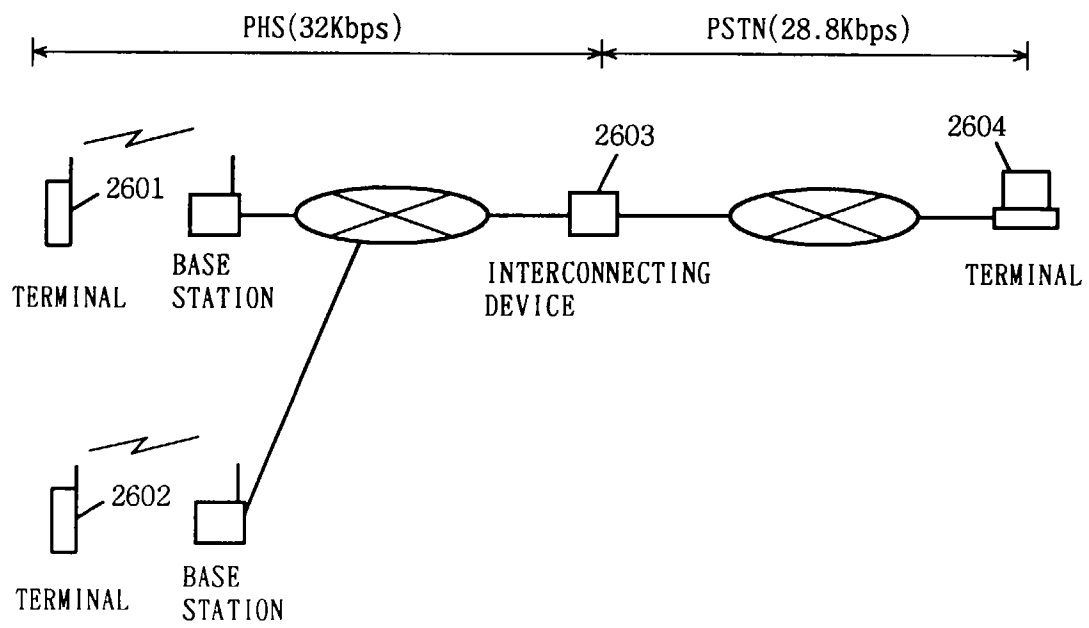 PHS(32Kbps)
PSTN(28.8Kbps)
2603
2604
2601
BASE
STATION
TERMINAL
INTERCONNECTING
DEVICE
TERMINAL
2602
BASE
STATION
TERMINAL